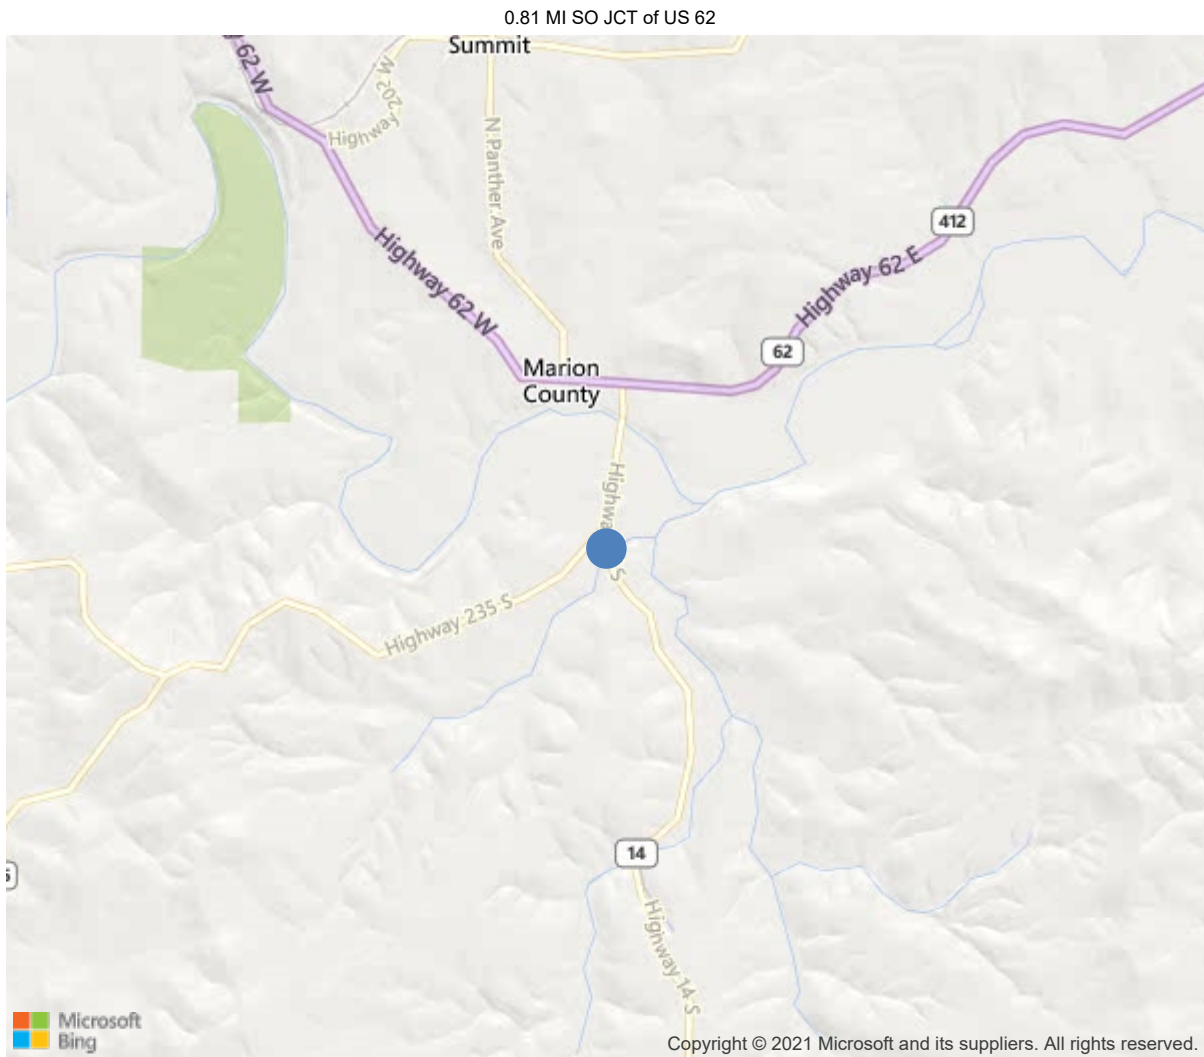 0.81 MI SO JCT of US 62
62 W
Summit
Highway 202 W
N Panther Ave
412
Highway 62 W
Highway 62 E
62
Marion
County
Highwa
S
Highway 235 S
14
Highway 14 S
Microsoft
Bing
Copyright © 2021 Microsoft and its suppliers. All rights reserved.